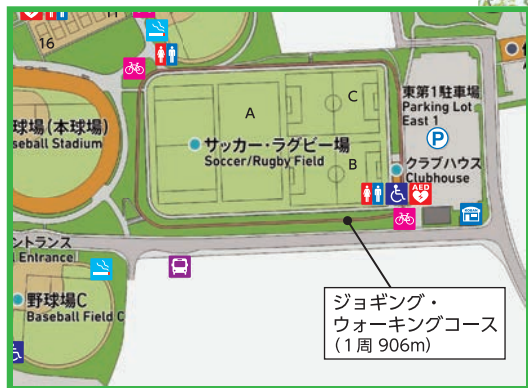 AED
16
A
C
B
サッカー・ラグビー場
Soccer/Rugby Field
東第1駐車場
Parking Lot
East 1
P
クラブハウス
Clubhouse
AED
球場(本球場)
seball Stadium
ントランス
l Entrance
野球場C
Baseball Field C
ジョギング・
ウォーキングコース
(1周 906m)